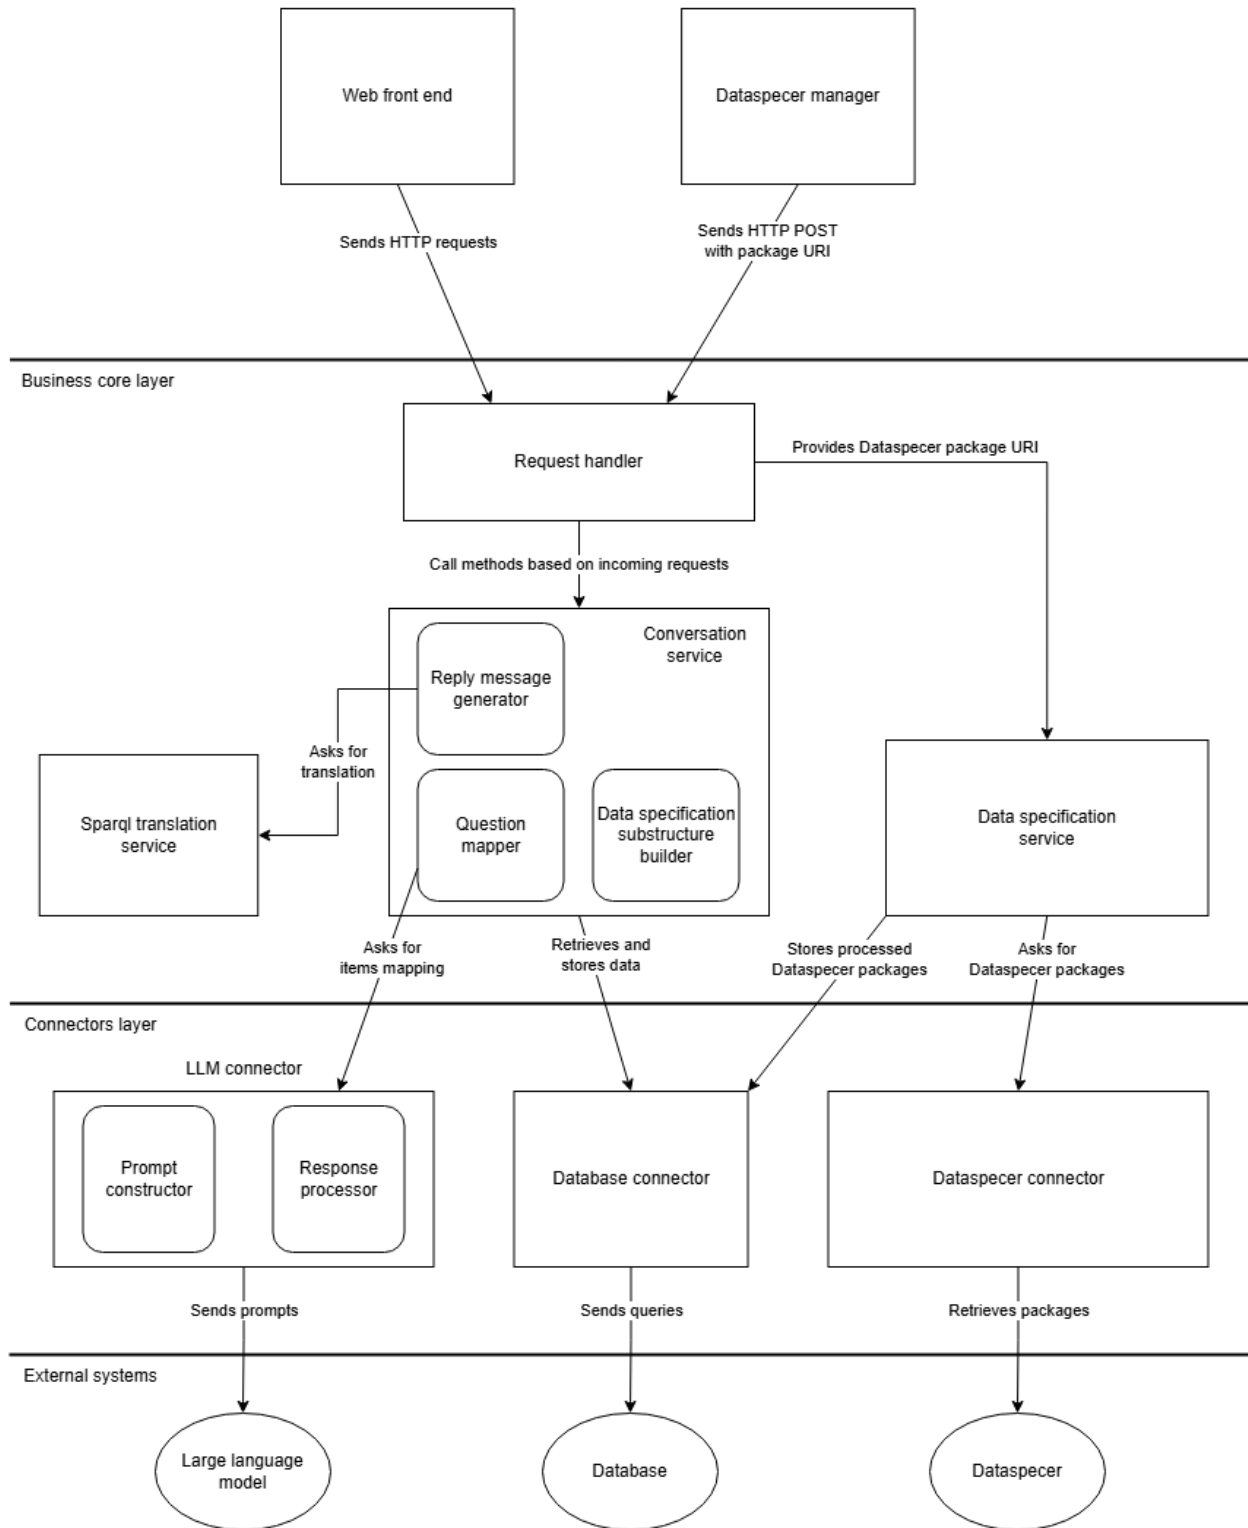 Web front end
Dataspecer manager
Sends HTTP requests
Sends HTTP POST
with package URI
Business core layer
Request handler
Provides Dataspecer package URI
Call methods based on incoming requests
Conversation
service
Reply message
generator
Asks for
translation
Sparql translation
service
Question
mapper
Data specification
substructure
builder
Data specification
service
Asks for
items mapping
Retrieves and
stores data
Stores processed
Dataspecer packages
Asks for
Dataspecer packages
Connectors layer
LLM connector
Prompt
constructor
Response
processor
Database connector
Dataspecer connector
Sends prompts
Sends queries
Retrieves packages
External systems
Large language
model
Database
Dataspecer